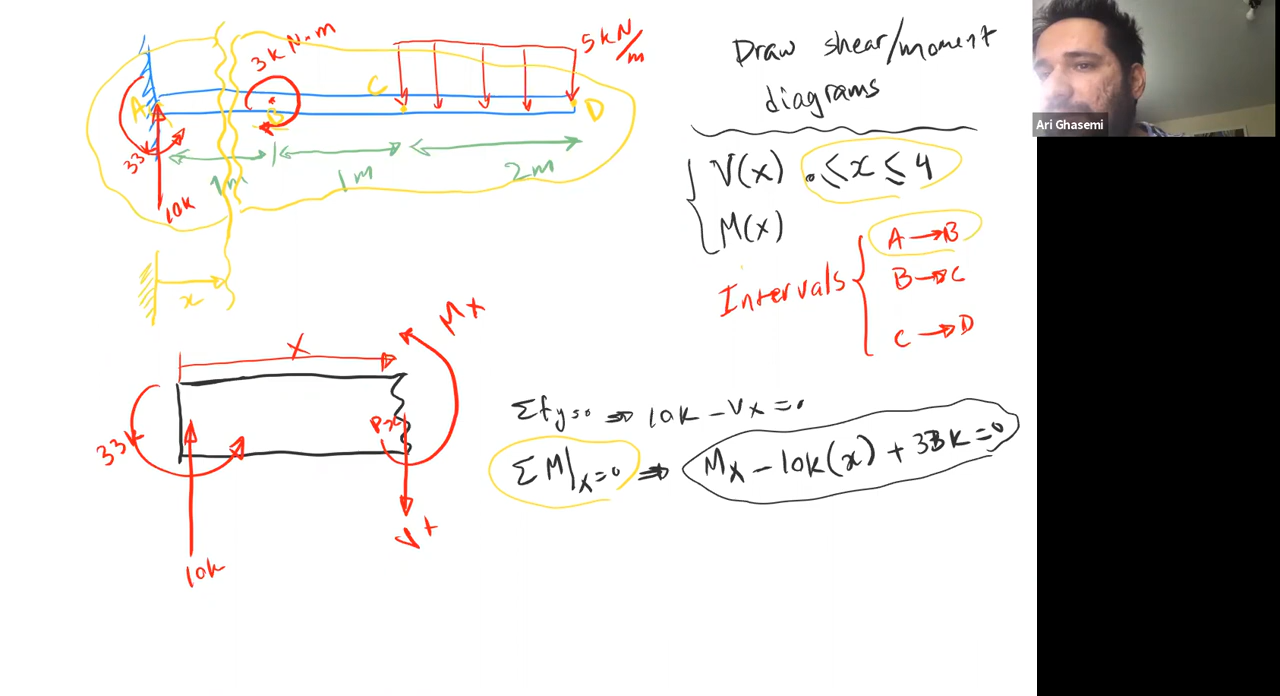 3kN.m
5kN/m
A
B
C
D
33k
10k
1m
1m
2m
x
Draw shear/moment
diagrams
V(x) 0≤x≤4
M(x)
Intervals
A→B
B→C
C→D
x
Mx
33k
10k
Σfy=0 ⇒ 10k - Vx = 0
ΣM|x=0 ⇒ Mx - 10k(x) + 33k = 0
Ari Ghasemi